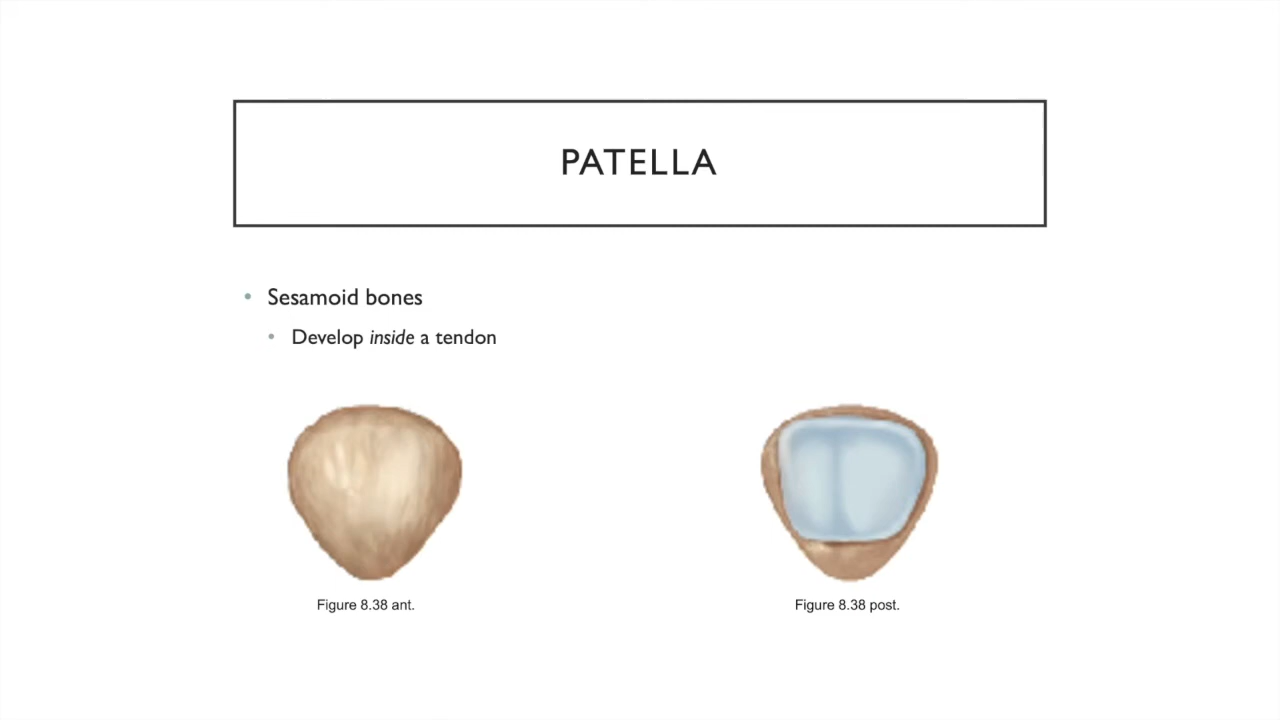 PATELLA
• Sesamoid bones
• Develop inside a tendon
Figure 8.38 ant.
Figure 8.38 post.